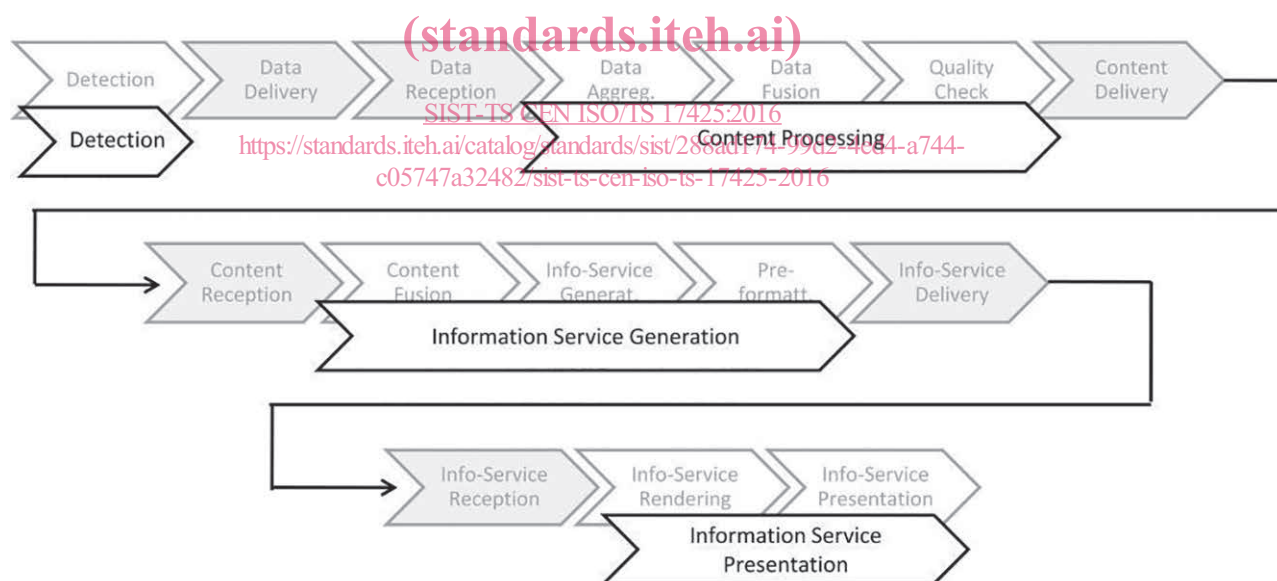 (standards.iteh.ai)
Detection
Data
Delivery
Data
Reception
Data
Aggreg.
Data
Fusion
Quality
Check
Content
Delivery
SIST-TS CEN ISO/TS 17425:2016
Detection
Content Processing
https://standards.iteh.ai/catalog/standards/sist/288ad174-99d2-4cd4-a744-
c05747a32482/sist-ts-cen-iso-ts-17425-2016
Content
Reception
Content
Fusion
Info-Service
Generat.
Pre-
formatt.
Info-Service
Delivery
Information Service Generation
Info-Service
Reception
Info-Service
Rendering
Info-Service
Presentation
Information Service
Presentation